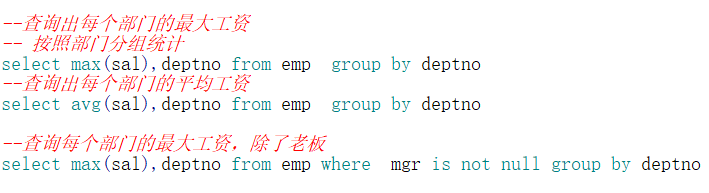 --查询出每个部门的最大工资
-- 按照部门分组统计
select max(sal),deptno from emp  group by deptno
--查询出每个部门的平均工资
select avg(sal),deptno from emp  group by deptno
--查询每个部门的最大工资，除了老板
select max(sal),deptno from emp where  mgr is not null group by deptno